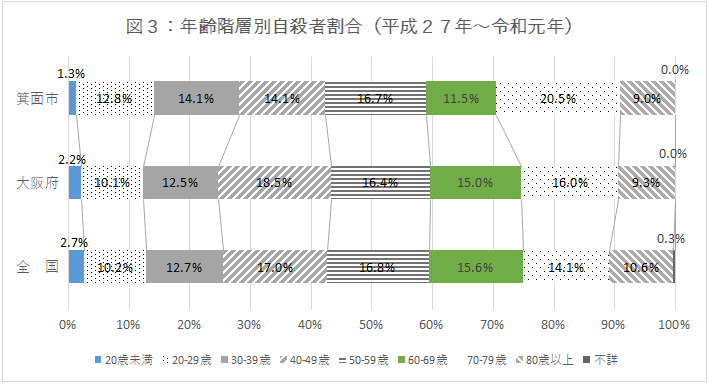 図３：年齢階層別自殺者割合（平成２７年～令和元年）
箕面市 1.3% 12.8% 14.1% 14.1% 16.7% 11.5% 20.5% 9.0% 0.0%
大阪府 2.2% 10.1% 12.5% 18.5% 16.4% 15.0% 16.0% 9.3% 0.0%
全　国 2.7% 10.2% 12.7% 17.0% 16.8% 15.6% 14.1% 10.6% 0.3%
0% 10% 20% 30% 40% 50% 60% 70% 80% 90% 100%
20歳未満 20-29歳 30-39歳 40-49歳 50-59歳 60-69歳 70-79歳 80歳以上 不詳